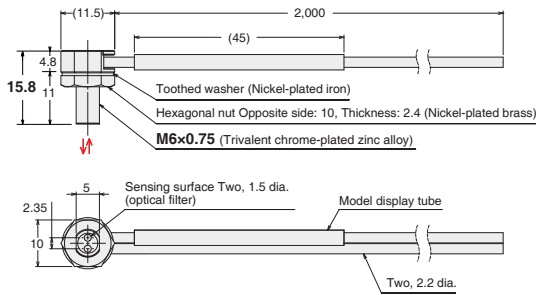 (11.5)
2,000
(45)
4.8
15.8
11
Toothed washer (Nickel-plated iron)
Hexagonal nut Opposite side: 10, Thickness: 2.4 (Nickel-plated brass)
M6×0.75 (Trivalent chrome-plated zinc alloy)
5
Sensing surface Two, 1.5 dia.
(optical filter)
2.35
Model display tube
10
Two, 2.2 dia.